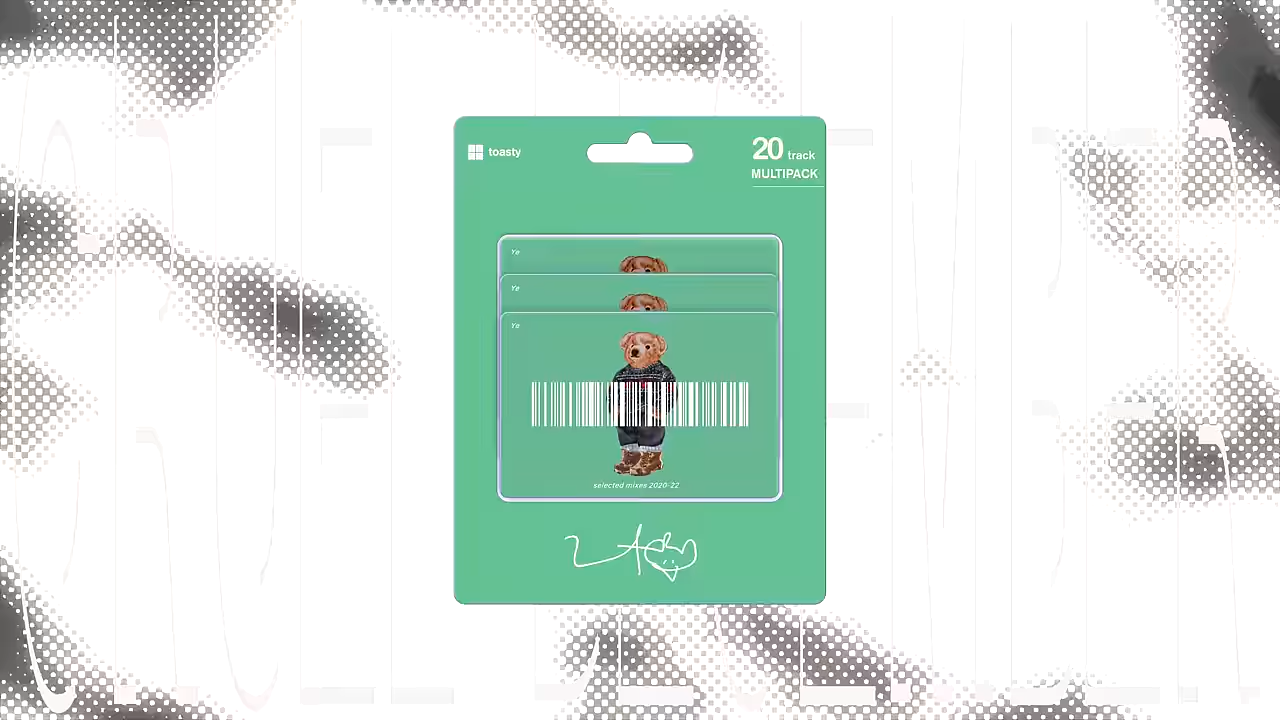 toasty
20 track
MULTIPACK
Ye
Ye
Ye
selected mixes 2020-22